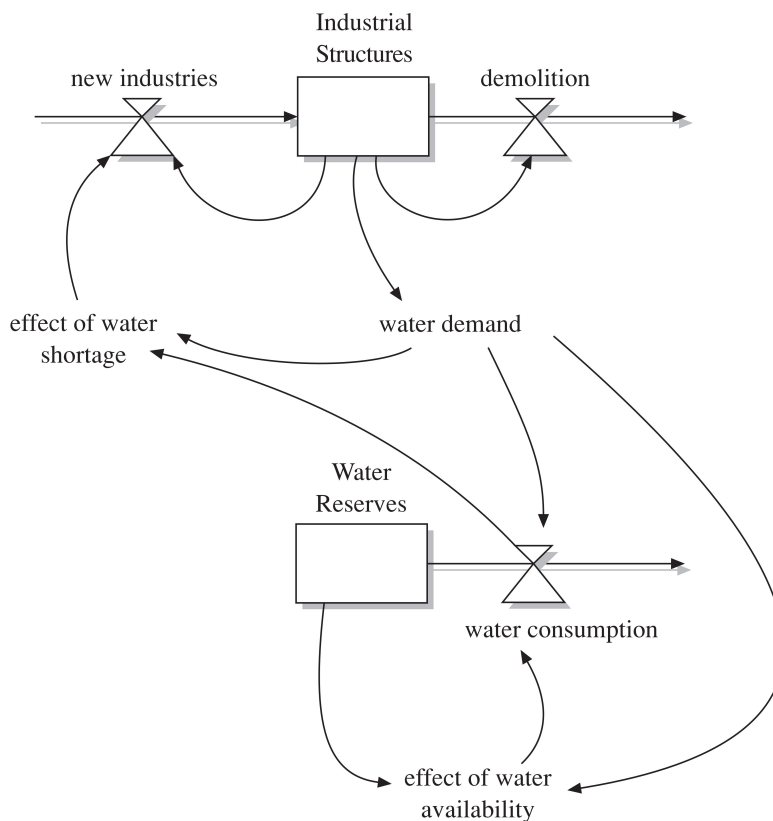 Industrial
Structures
new industries
demolition
effect of water
shortage
water demand
Water
Reserves
water consumption
effect of water
availability